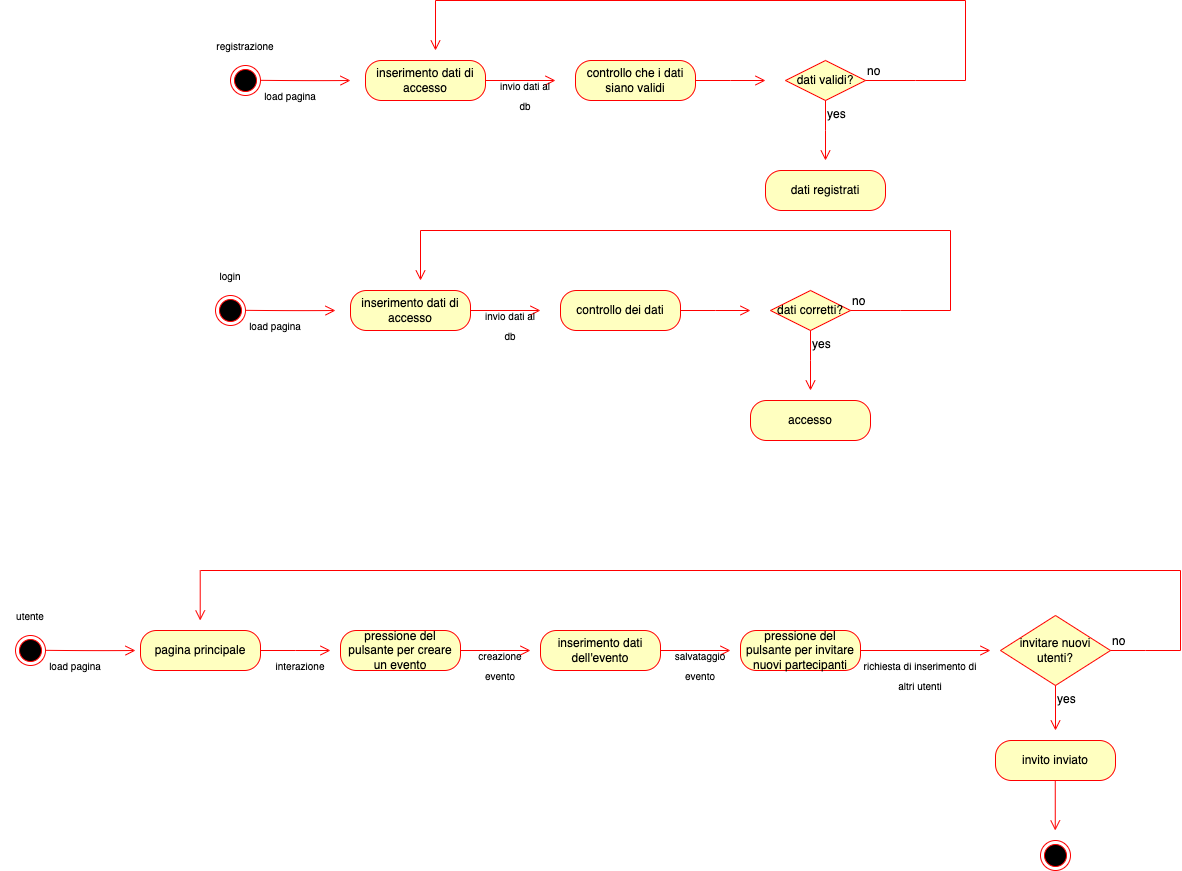 registrazione
load pagina
inserimento dati di
accesso
invio dati al
db
controllo che i dati
siano validi
dati validi?
no
yes
dati registrati
login
load pagina
inserimento dati di
accesso
invio dati al
db
controllo dei dati
dati corretti?
no
yes
accesso
utente
load pagina
pagina principale
interazione
pressione del
pulsante per creare
un evento
creazione
evento
inserimento dati
dell'evento
salvataggio
evento
pressione del
pulsante per invitare
nuovi partecipanti
richiesta di inserimento di
altri utenti
invitare nuovi
utenti?
no
yes
invito inviato